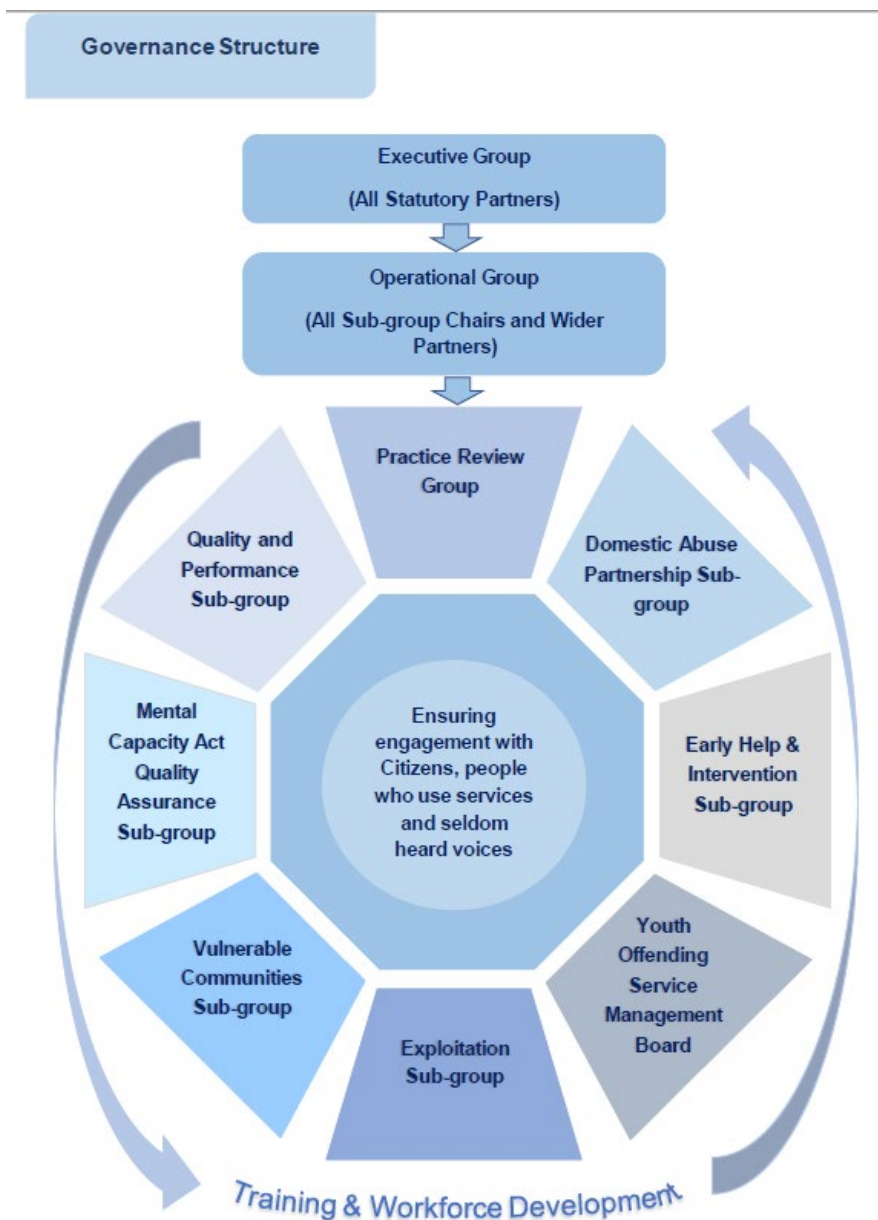 Governance Structure
Executive Group
(All Statutory Partners)
Operational Group
(All Sub-group Chairs and Wider
Partners)
Practice Review
Group
Quality and
Performance
Sub-group
Domestic Abuse
Partnership Sub-
group
Mental
Capacity Act
Quality
Assurance
Sub-group
Ensuring
engagement with
Citizens, people
who use services
and seldom
heard voices
Early Help &
Intervention
Sub-group
Vulnerable
Communities
Sub-group
Youth
Offending
Service
Management
Board
Exploitation
Sub-group
Training & Workforce Development